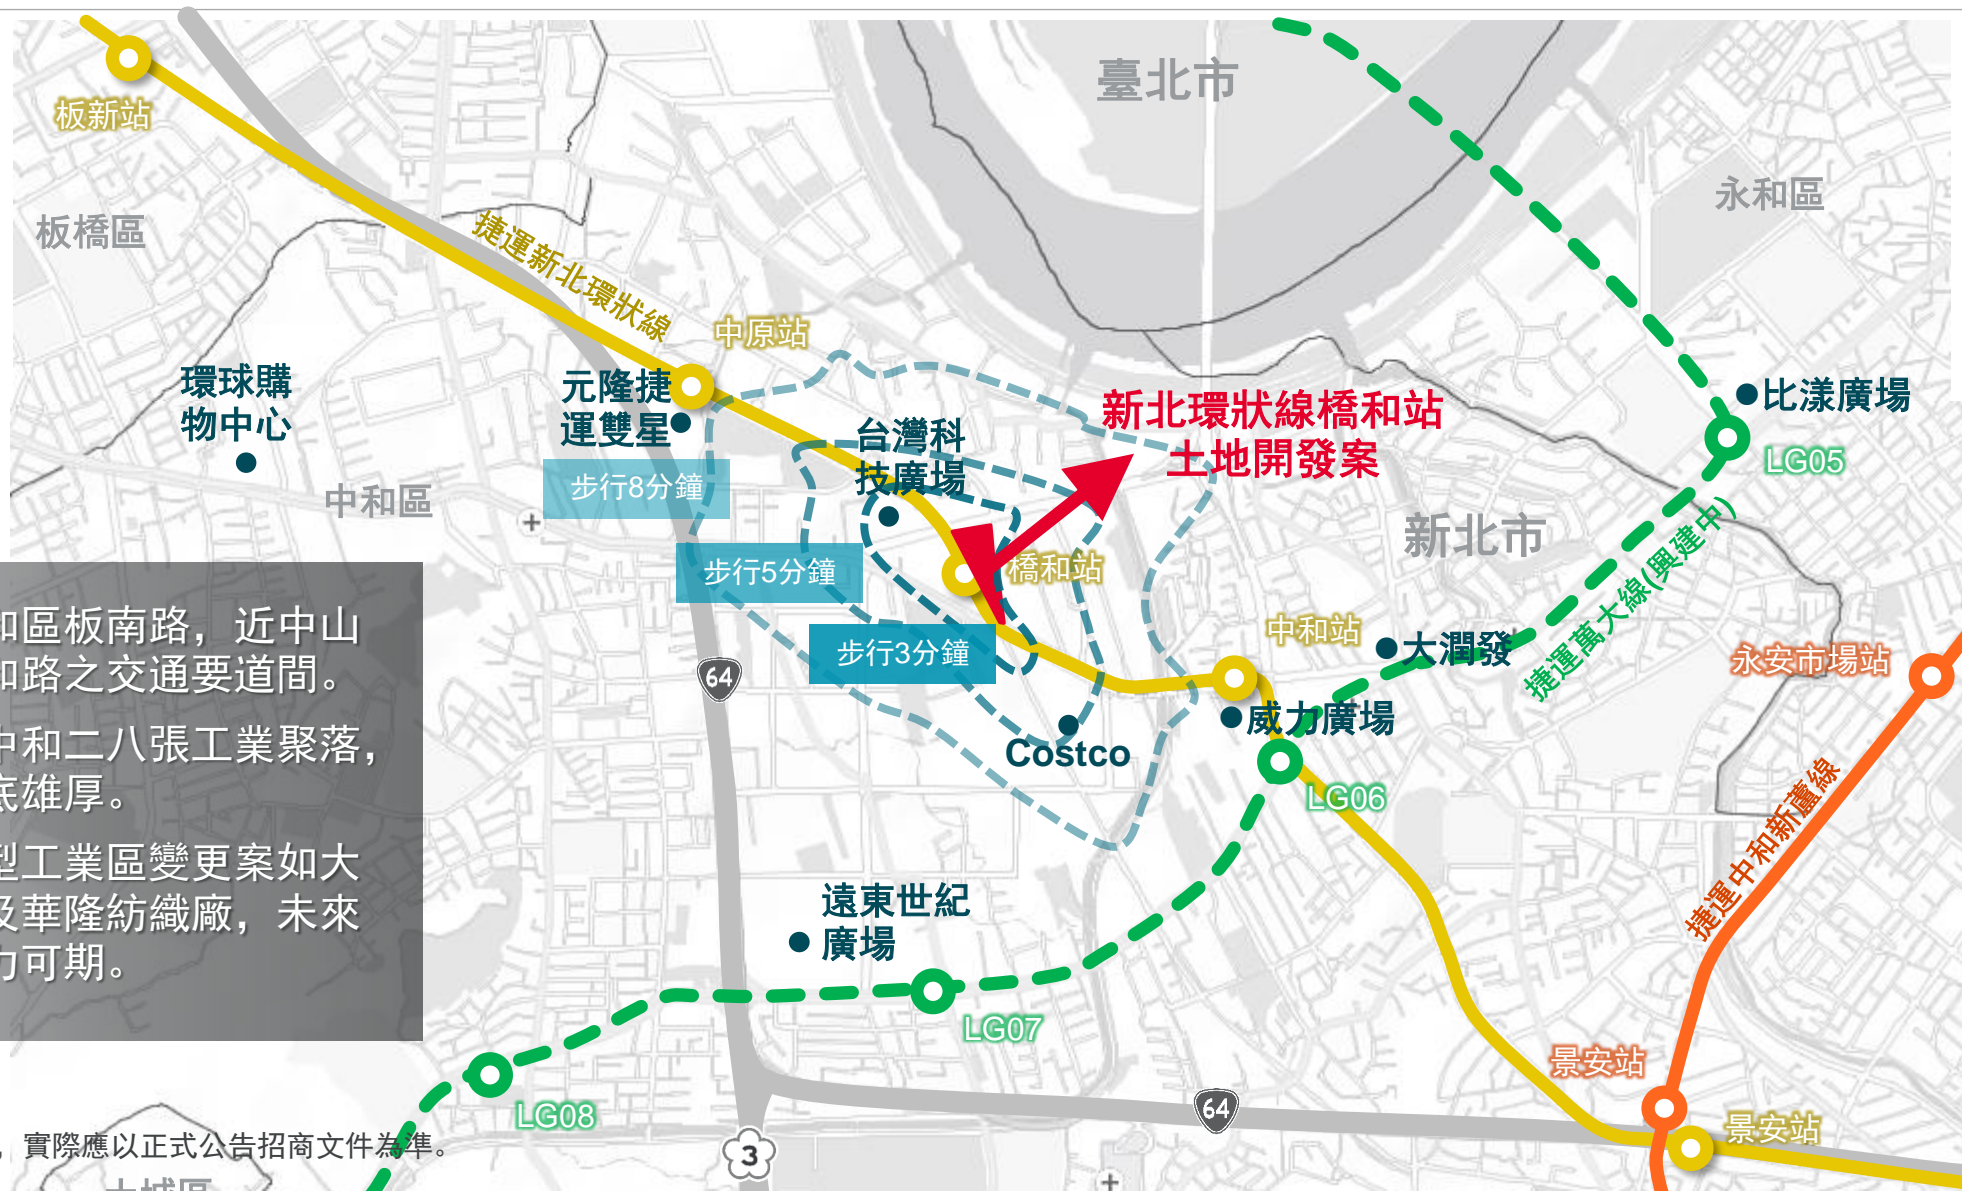 臺北市
板新站
永和區
板橋區
捷運新北環狀線
中原站
環球購
物中心
元隆捷
運雙星
台灣科
技廣場
新北環狀線橋和站
土地開發案
比漾廣場
LG05
步行8分鐘
中和區
新北市
步行5分鐘
橋和站
捷運萬大線(興建中)
步行3分鐘
中和站
大潤發
永安市場站
64
威力廣場
Costco
LG06
和區板南路，近中山
和路之交通要道間。
中和二八張工業聚落，
底雄厚。
型工業區變更案如大
及華隆紡織廠，未來
力可期。
捷運中和新蘆線
遠東世紀
廣場
LG07
景安站
LG08
64
景安站
，實際應以正式公告招商文件為準。
3